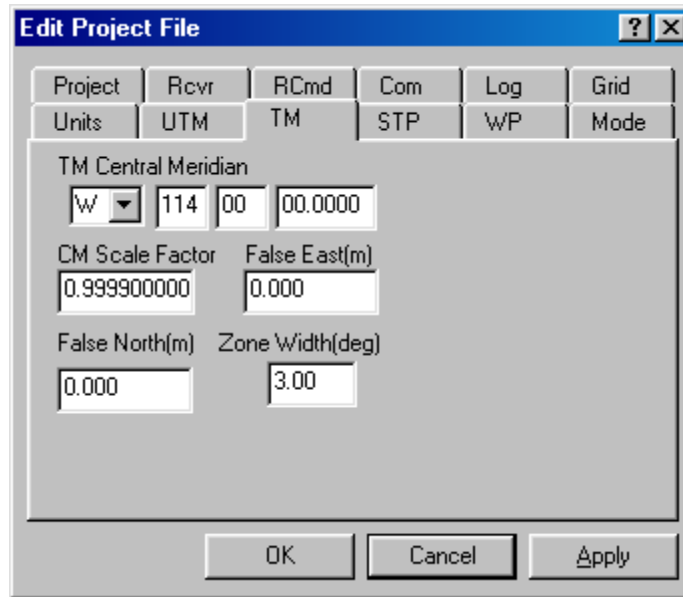 Edit Project File
Project Rcvr RCmd Com Log Grid
Units UTM TM STP WP Mode
TM Central Meridian
W 114 00 00.0000
CM Scale Factor False East(m)
0.999900000 0.000
False North(m) Zone Width(deg)
0.000 3.00
OK Cancel Apply